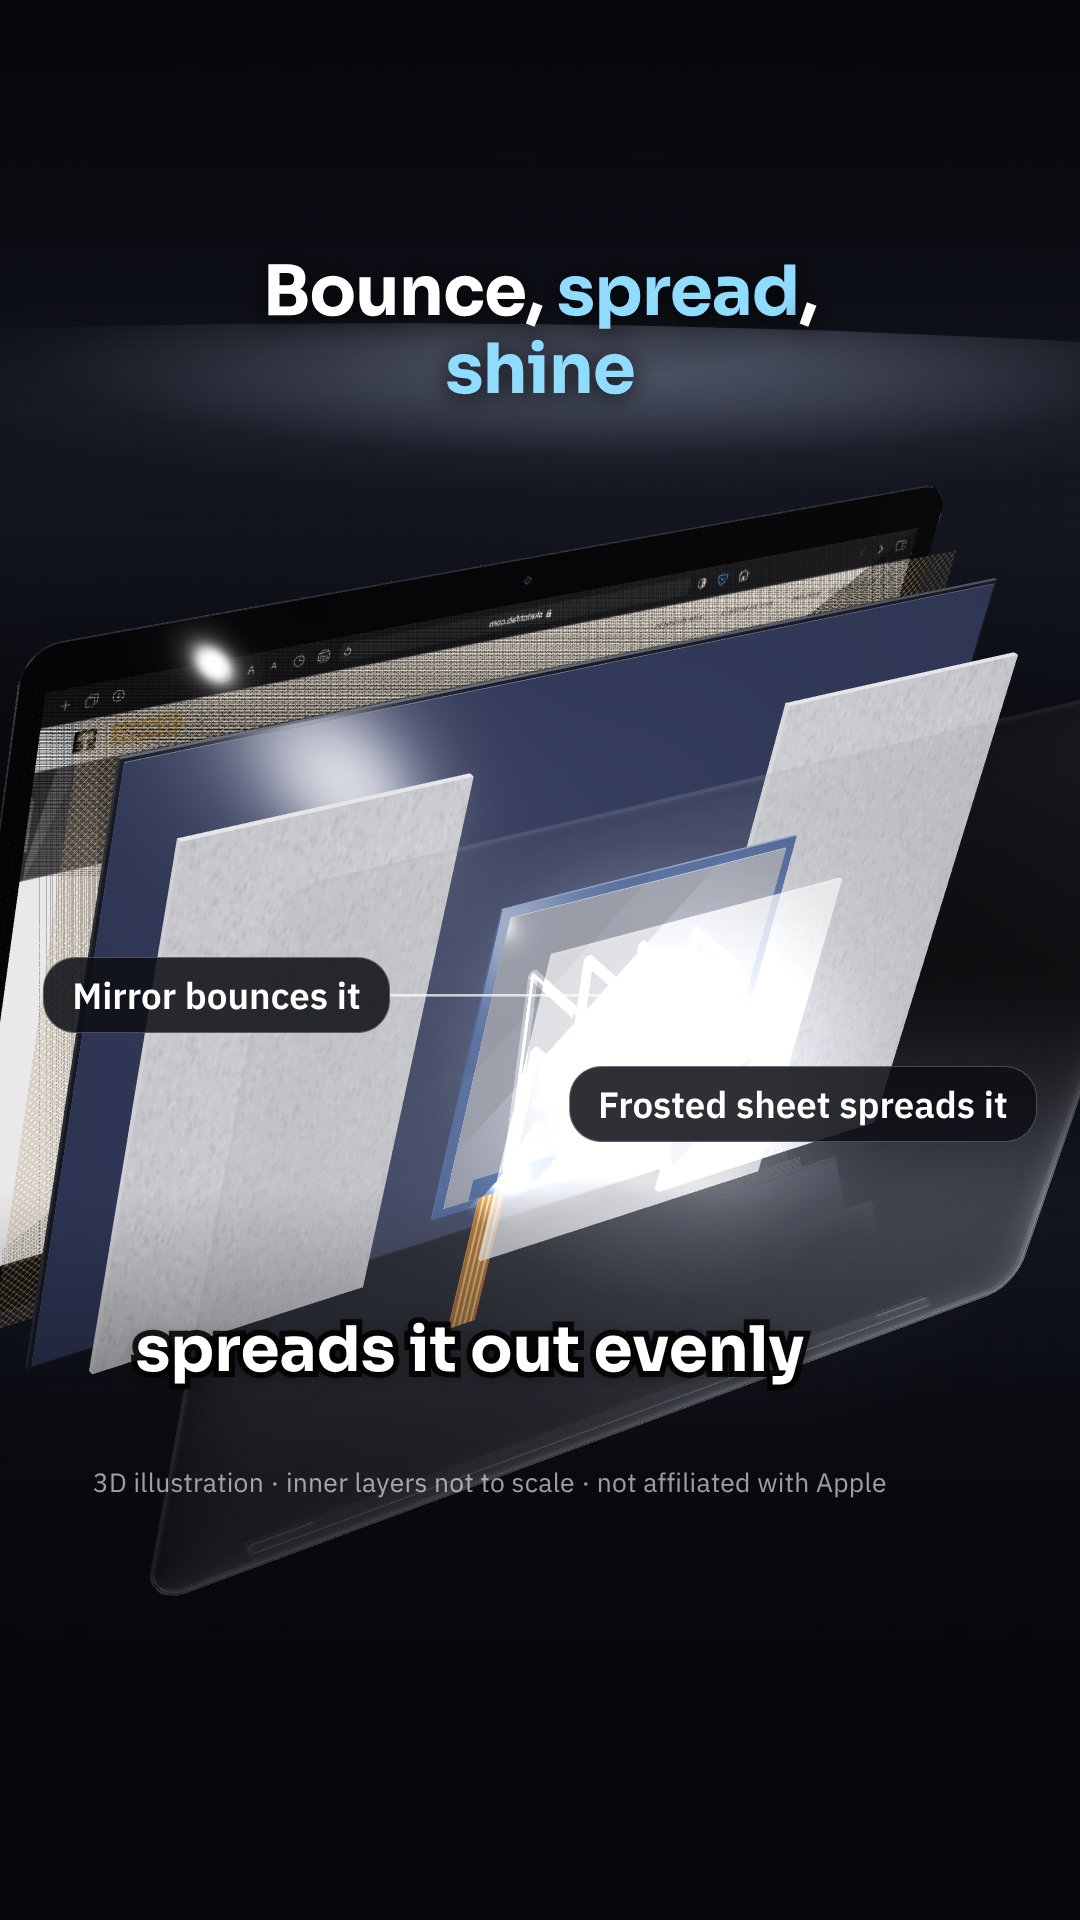 Bounce, spread,
shine
A A
Mirror bounces it
Frosted sheet spreads it
spreads it out evenly
3D illustration · inner layers not to scale · not affiliated with Apple